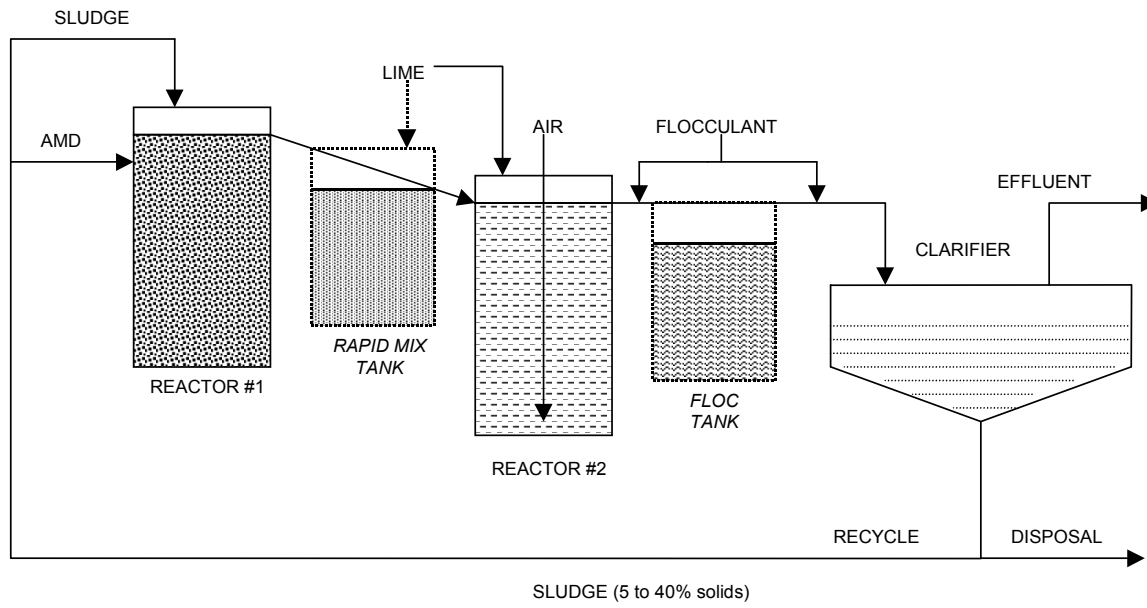 SLUDGE
LIME
AMD
AIR
FLOCCULANT
EFFLUENT
CLARIFIER
RAPID MIX
TANK
REACTOR #1
FLOC
TANK
REACTOR #2
RECYCLE
DISPOSAL
SLUDGE (5 to 40% solids)